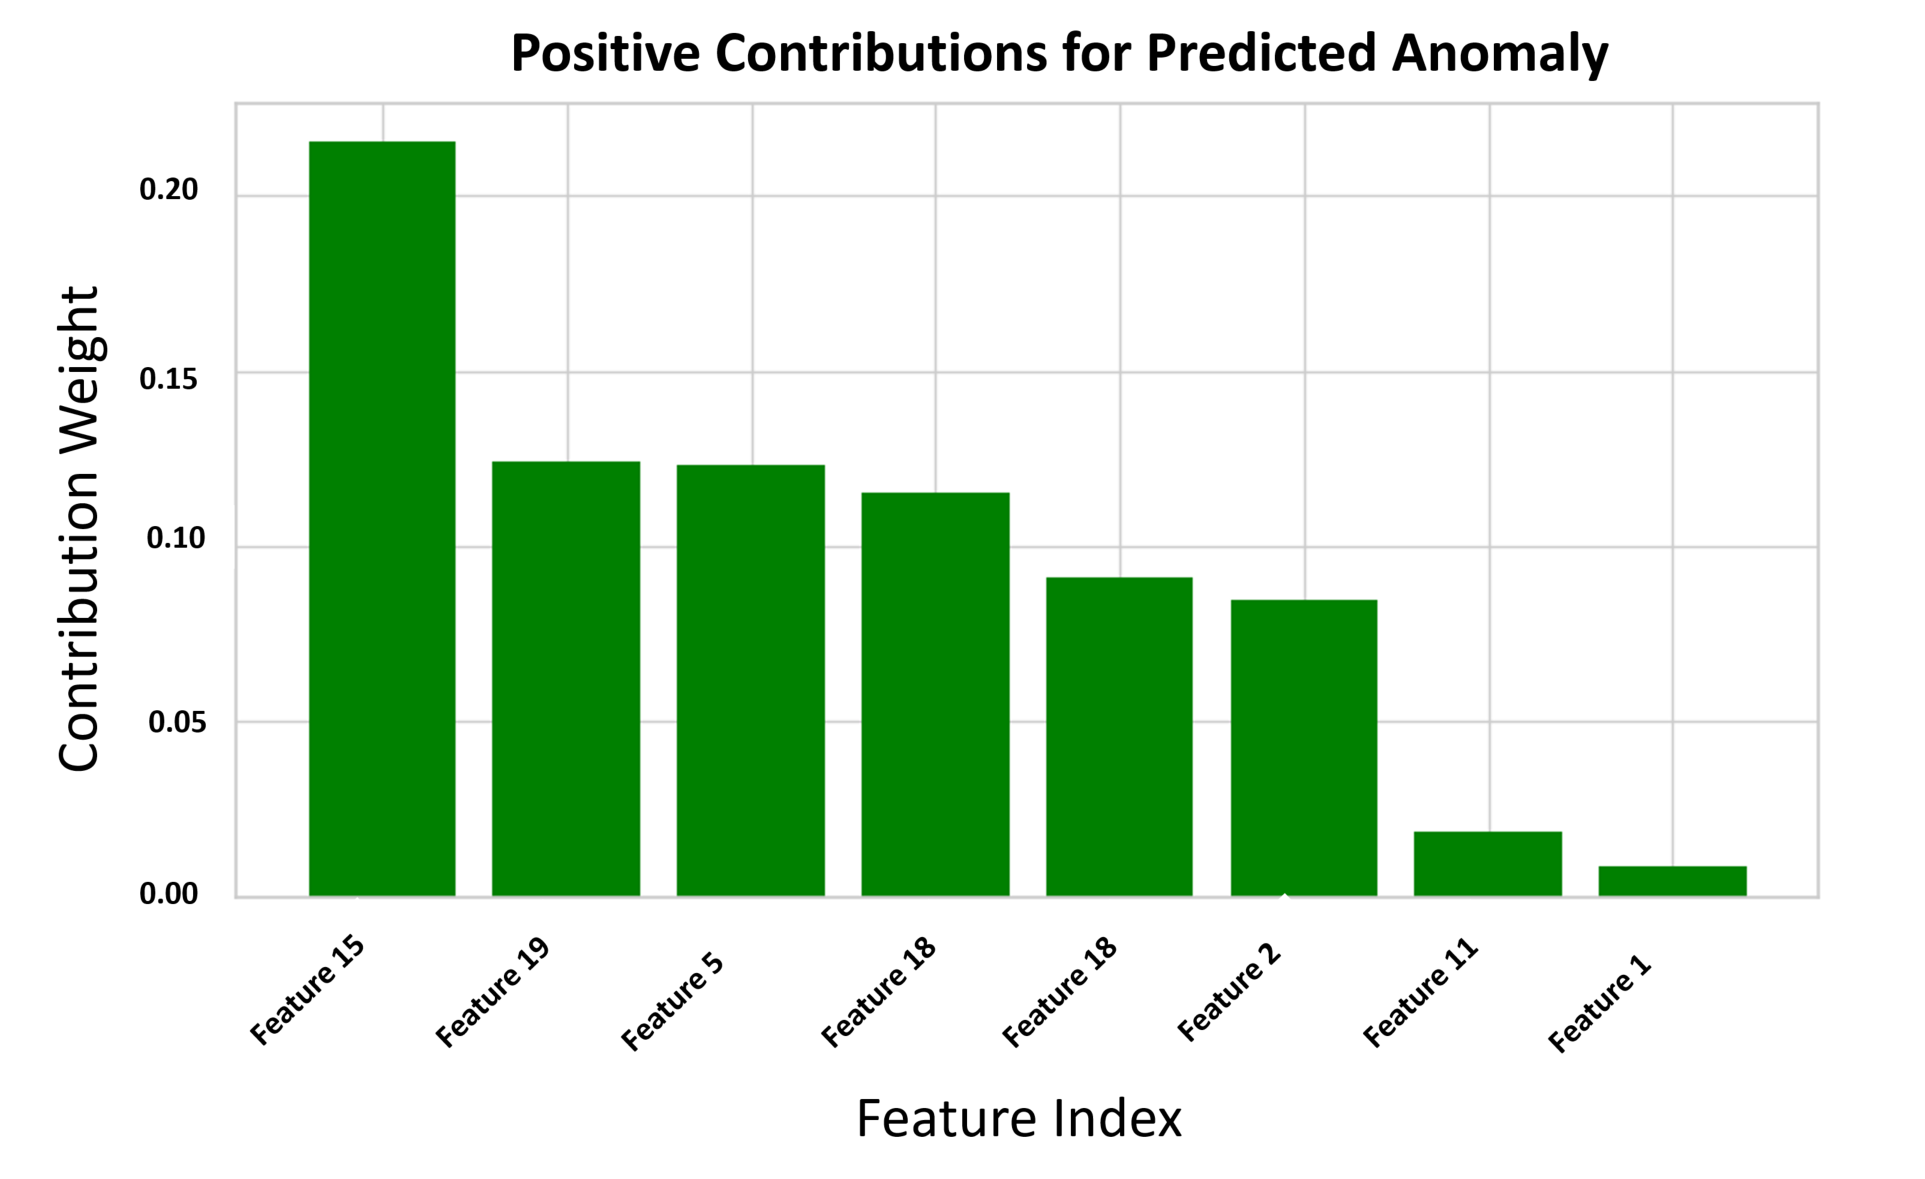 Positive Contributions for Predicted Anomaly
Contribution Weight
0.20
0.15
0.10
0.05
0.00
Feature 15
Feature 19
Feature 5
Feature 18
Feature 18
Feature 2
Feature 11
Feature 1
Feature Index